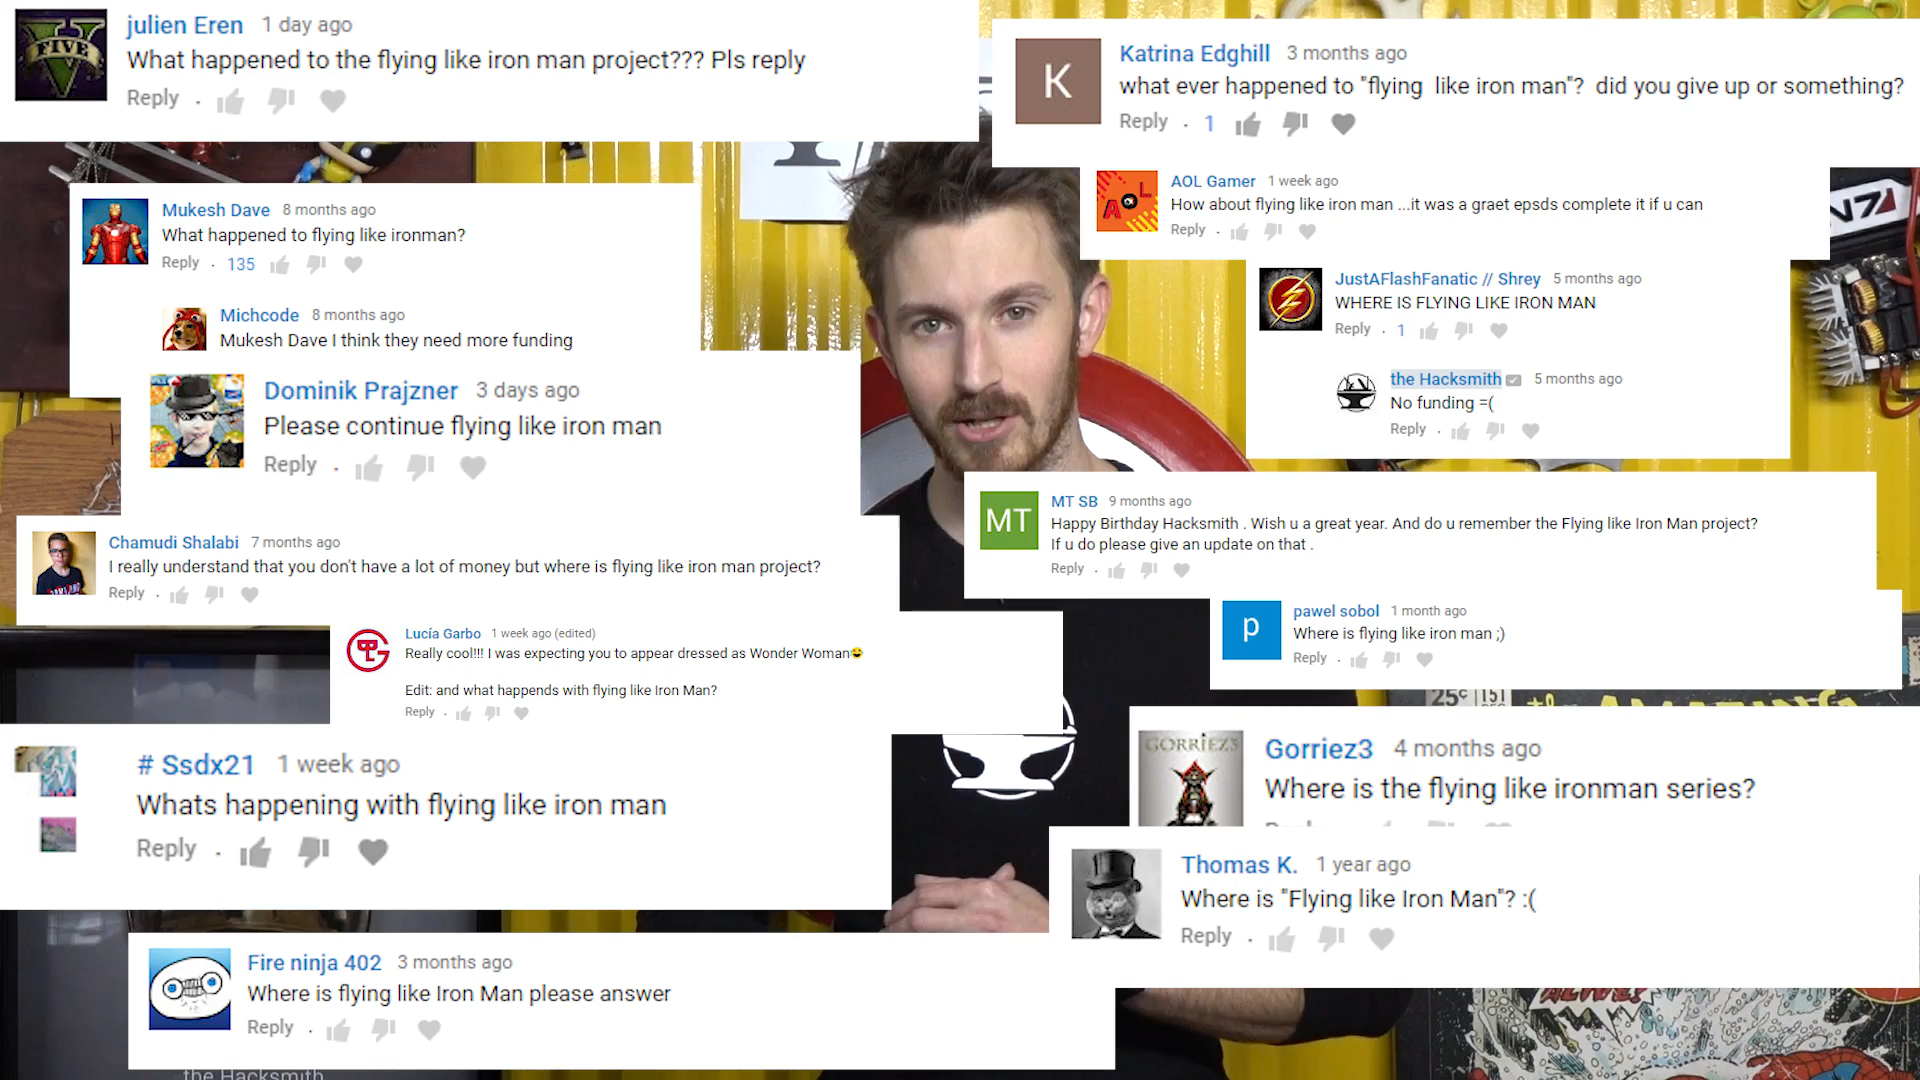 FIVE
julien Eren 1 day ago
What happened to the flying like iron man project??? Pls reply
Reply
K
Katrina Edghill 3 months ago
what ever happened to "flying like iron man"? did you give up or something?
Reply 1
Mukesh Dave 8 months ago
What happened to flying like ironman?
Reply 135
Michcode 8 months ago
Mukesh Dave I think they need more funding
AOL
AOL Gamer 1 week ago
How about flying like iron man ...it was a graet epsds complete it if u can
Reply
N7
JustAFlashFanatic // Shrey 5 months ago
WHERE IS FLYING LIKE IRON MAN
Reply 1
the Hacksmith 5 months ago
No funding =(
Reply
Dominik Prajzner 3 days ago
Please continue flying like iron man
Reply
MT
MT SB 9 months ago
Happy Birthday Hacksmith . Wish u a great year. And do u remember the Flying like Iron Man project?
If u do please give an update on that .
Reply
Chamudi Shalabi 7 months ago
I really understand that you don't have a lot of money but where is flying like iron man project?
Reply
p
pawel sobol 1 month ago
Where is flying like iron man ;)
Reply
Lucía Garbo 1 week ago (edited)
Really cool!!! I was expecting you to appear dressed as Wonder Woman😂
Edit: and what happends with flying like Iron Man?
Reply
25¢ 151
AMAZING
# Ssdx21 1 week ago
Whats happening with flying like iron man
Reply
GORRIEZ3
Gorriez3 4 months ago
Where is the flying like ironman series?
Reply
Thomas K. 1 year ago
Where is "Flying like Iron Man"? :(
Reply
Fire ninja 402 3 months ago
Where is flying like Iron Man please answer
Reply
ALIVE!
the Hacksmith